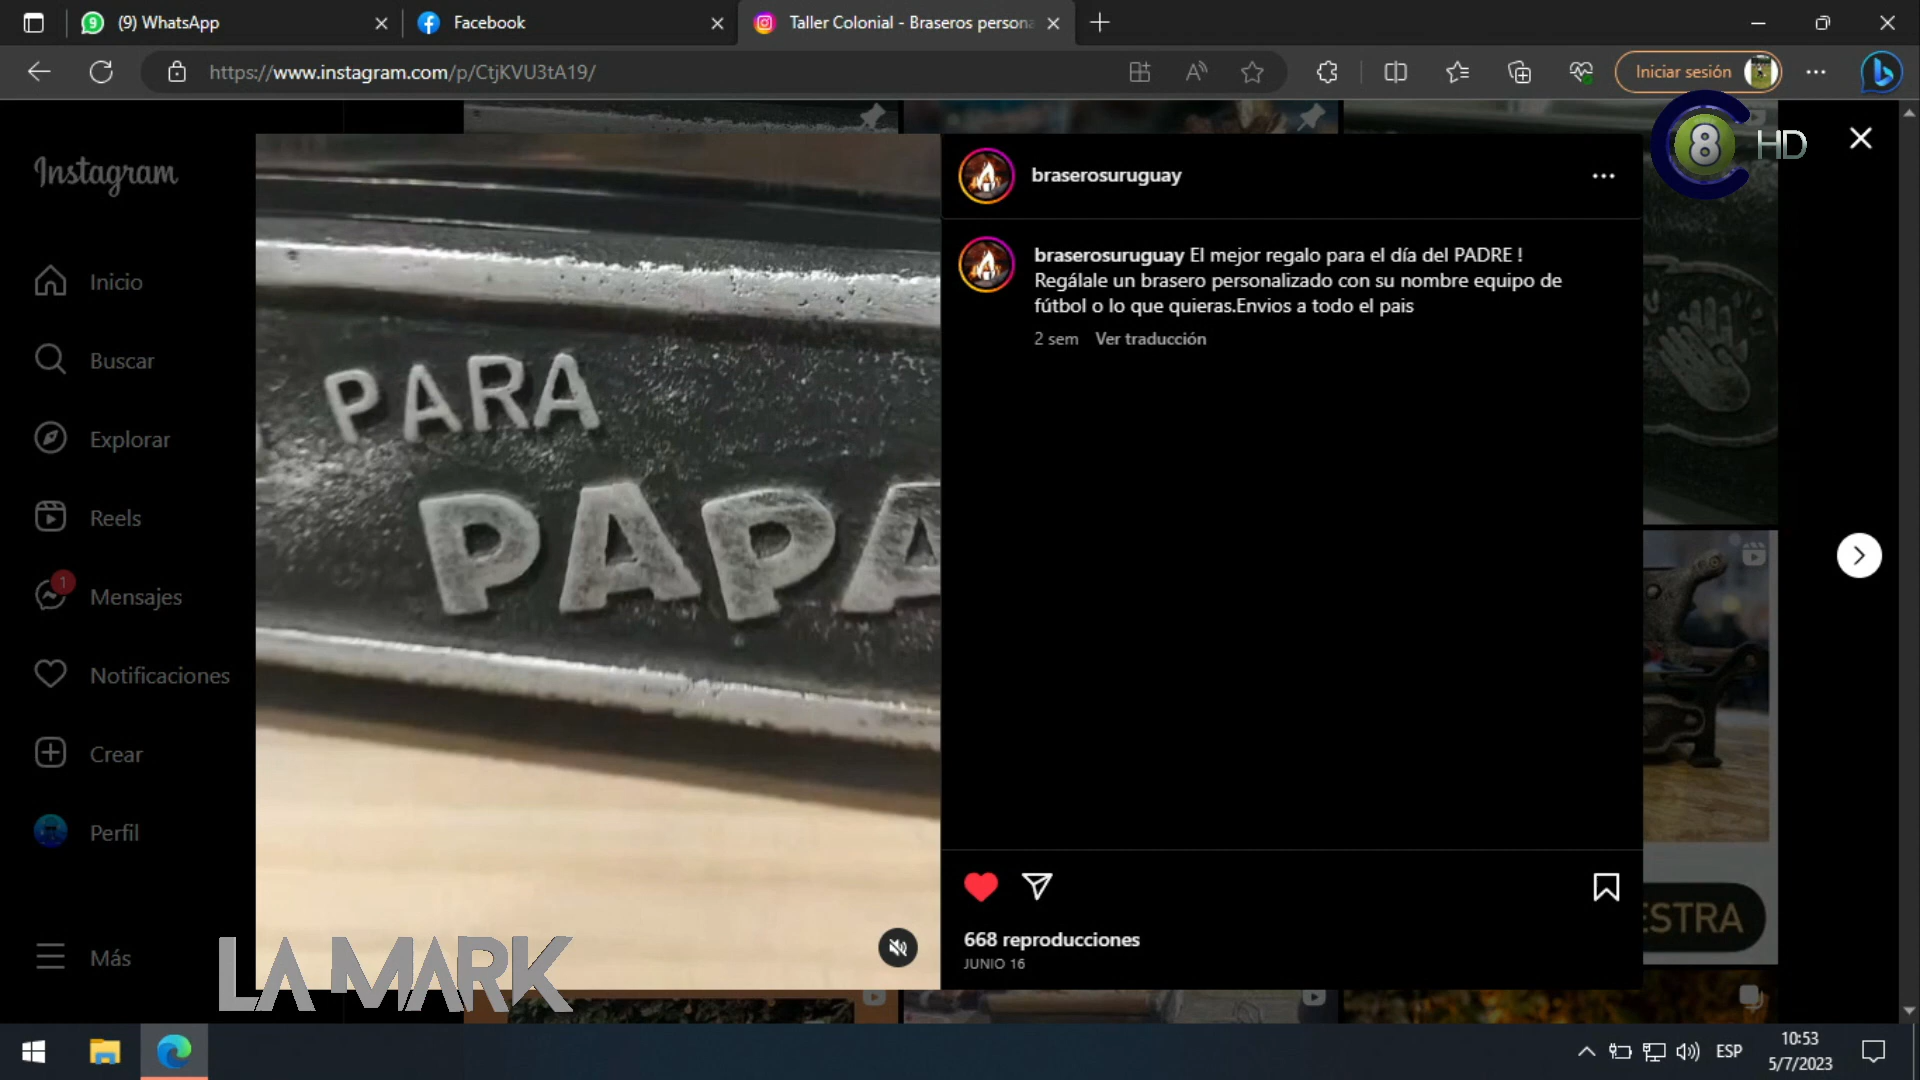 (9) WhatsApp
Facebook
Taller Colonial - Braseros persona
https://www.instagram.com/p/CtjKVU3tA19/
Iniciar sesión
8 HD
Instagram
braserosuruguay
braserosuruguay El mejor regalo para el día del PADRE !
Regálale un brasero personalizado con su nombre equipo de
fútbol o lo que quieras.Envios a todo el pais
2 sem Ver traducción
Inicio
Buscar
Explorar
Reels
1
Mensajes
Notificaciones
Crear
Perfil
Más
PARA
PAPA
668 reproducciones
JUNIO 16
ESTRA
LA MARK
ESP
10:53
5/7/2023